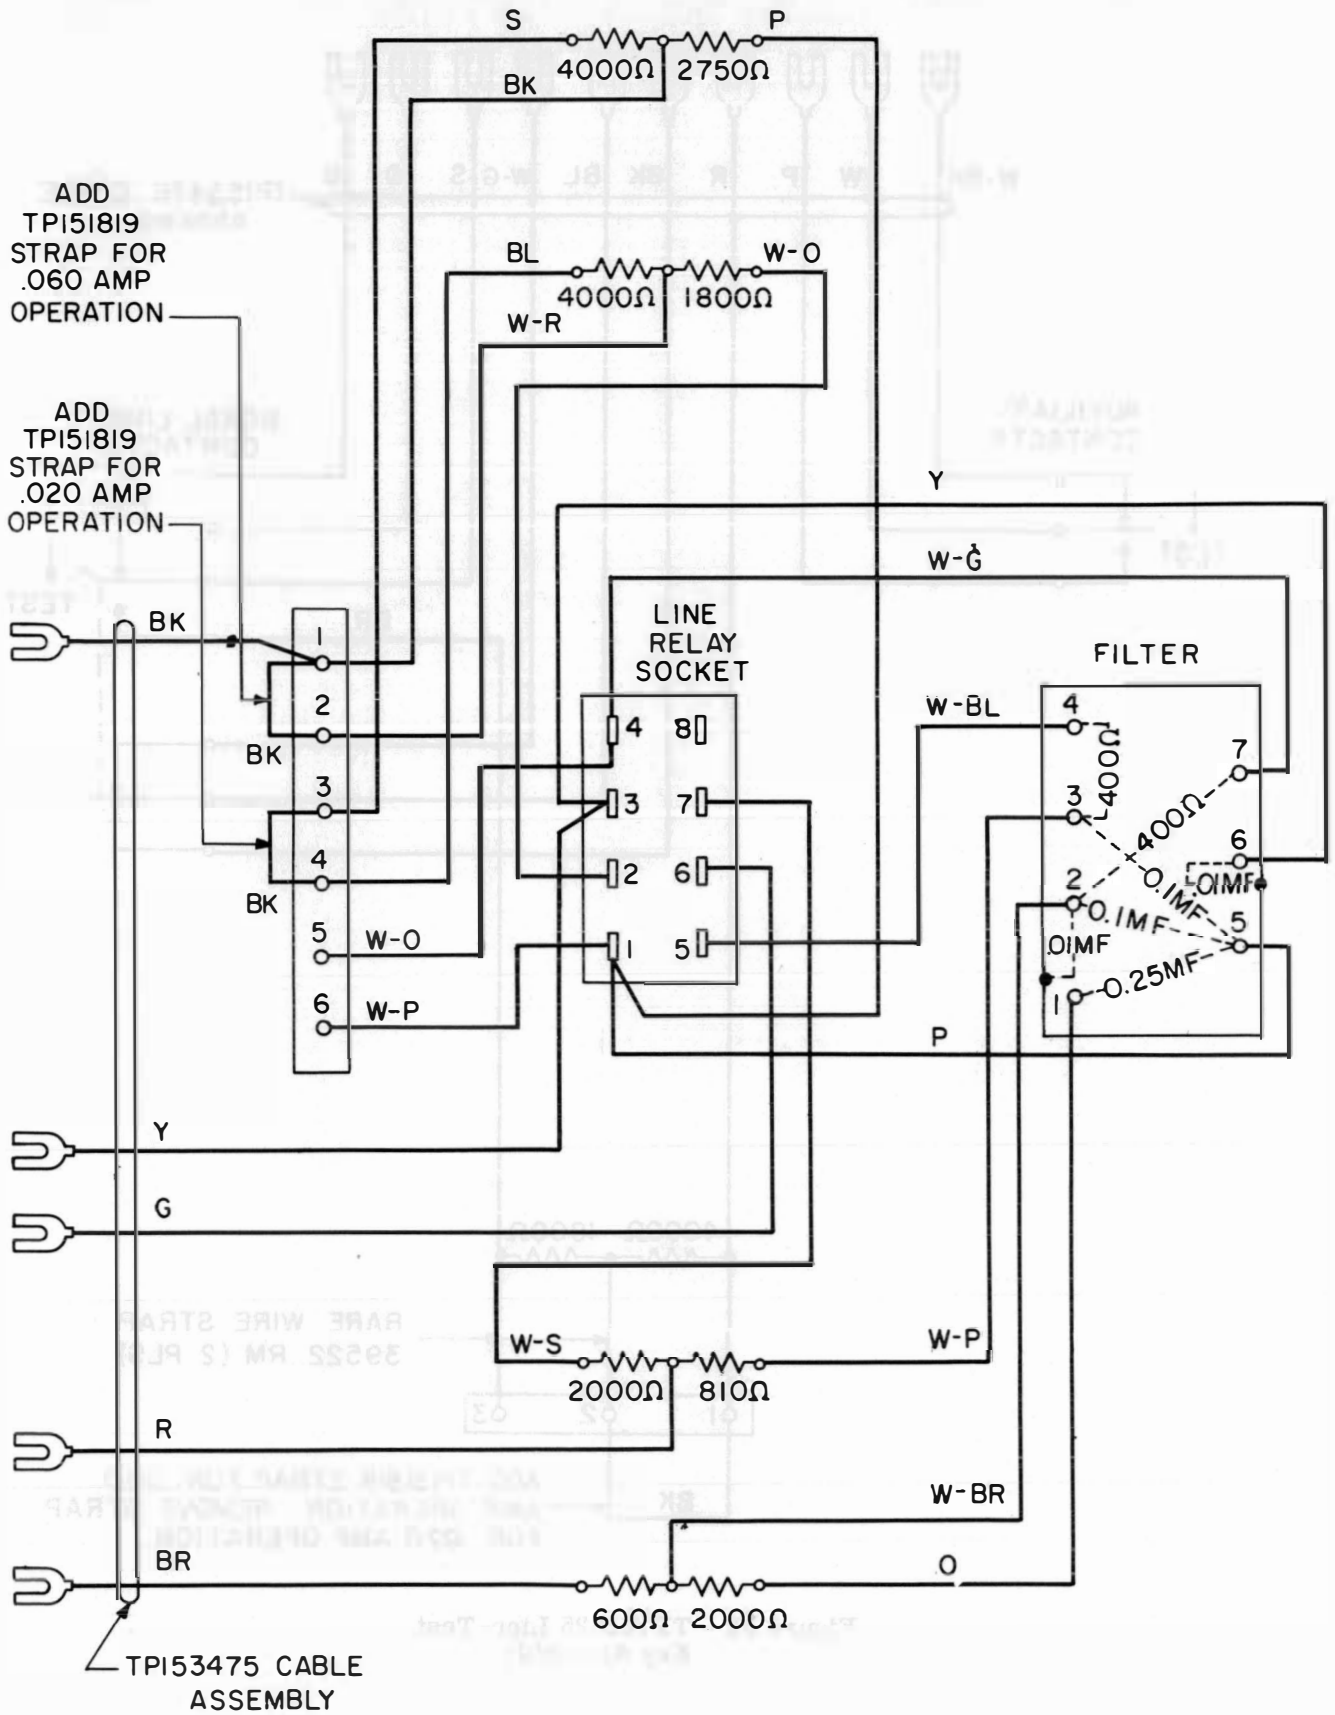 S
P
4000Ω
2750Ω
BK
ADD
TP151819
STRAP FOR
.060 AMP
OPERATION
BL
W-O
4000Ω
1800Ω
W-R
ADD
TP151819
STRAP FOR
.020 AMP
OPERATION
Y
W-G
BK
LINE
RELAY
SOCKET
FILTER
1
2
BK
3
4
BK
5
W-O
6
W-P
4
8
3
7
2
6
1
5
W-BL
4
400Ω
7
3
400Ω
6
.01MF
2
0.1MF
0.1MF
5
.01MF
0.25MF
1
P
Y
G
W-S
W-P
2000Ω
810Ω
R
W-BR
BR
O
600Ω
2000Ω
TP153475 CABLE
ASSEMBLY